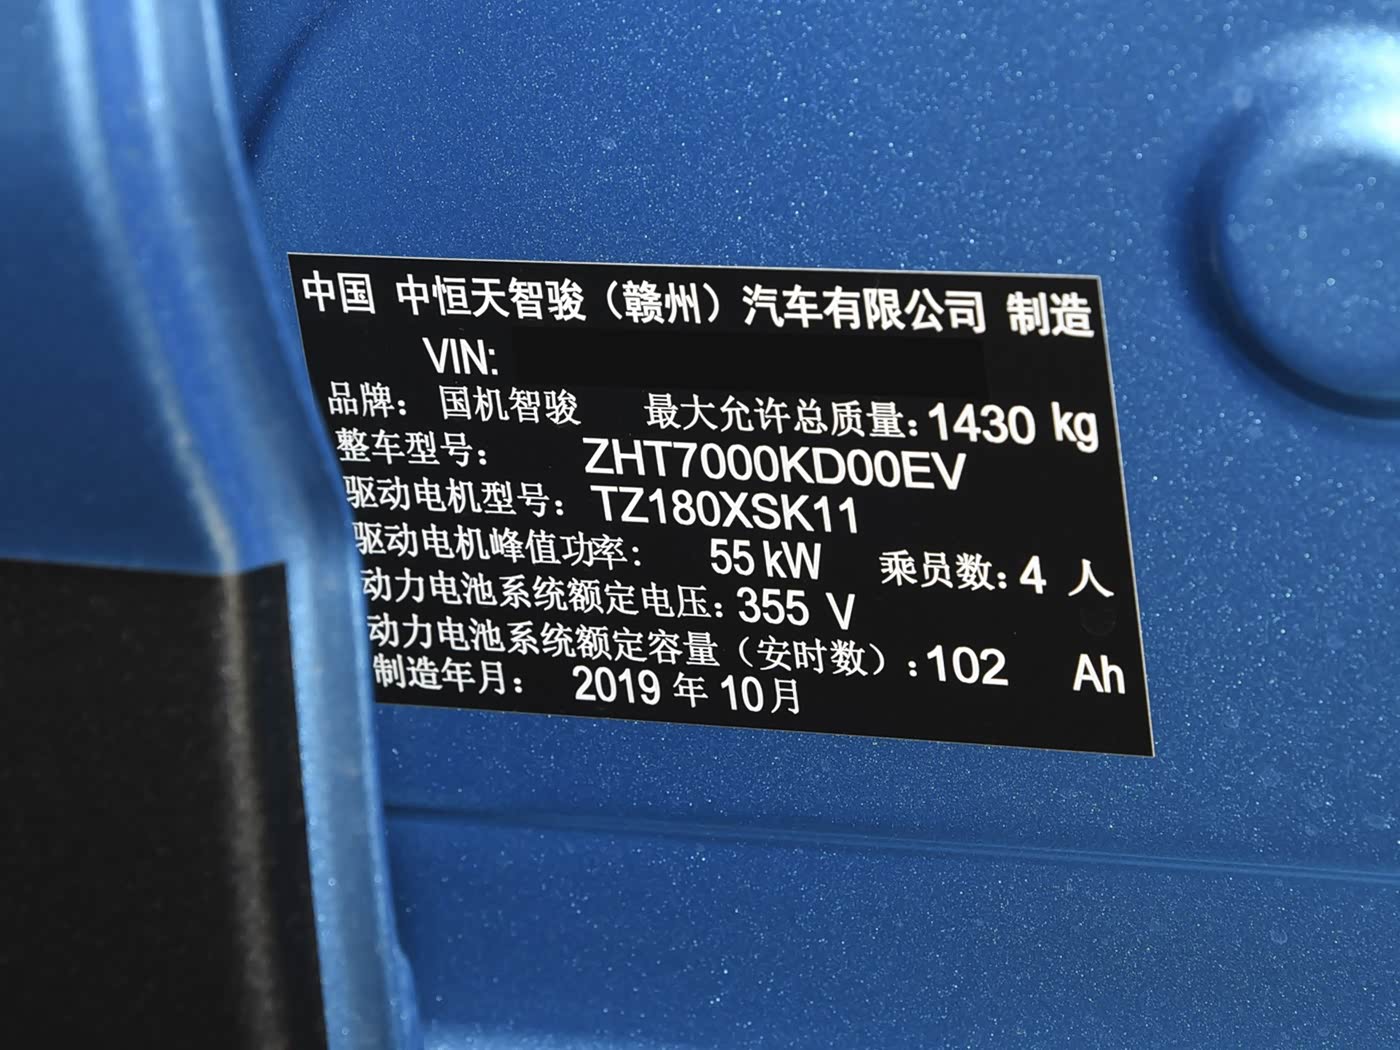 中国 中恒天智骏（赣州）汽车有限公司 制造
VIN:
品牌： 国机智骏 最大允许总质量：1430 kg
整车型号： ZHT7000KD00EV
驱动电机型号：TZ180XSK11
驱动电机峰值功率： 55 kW 乘员数：4 人
动力电池系统额定电压：355 V
动力电池系统额定容量（安时数）：102 Ah
制造年月： 2019 年 10 月